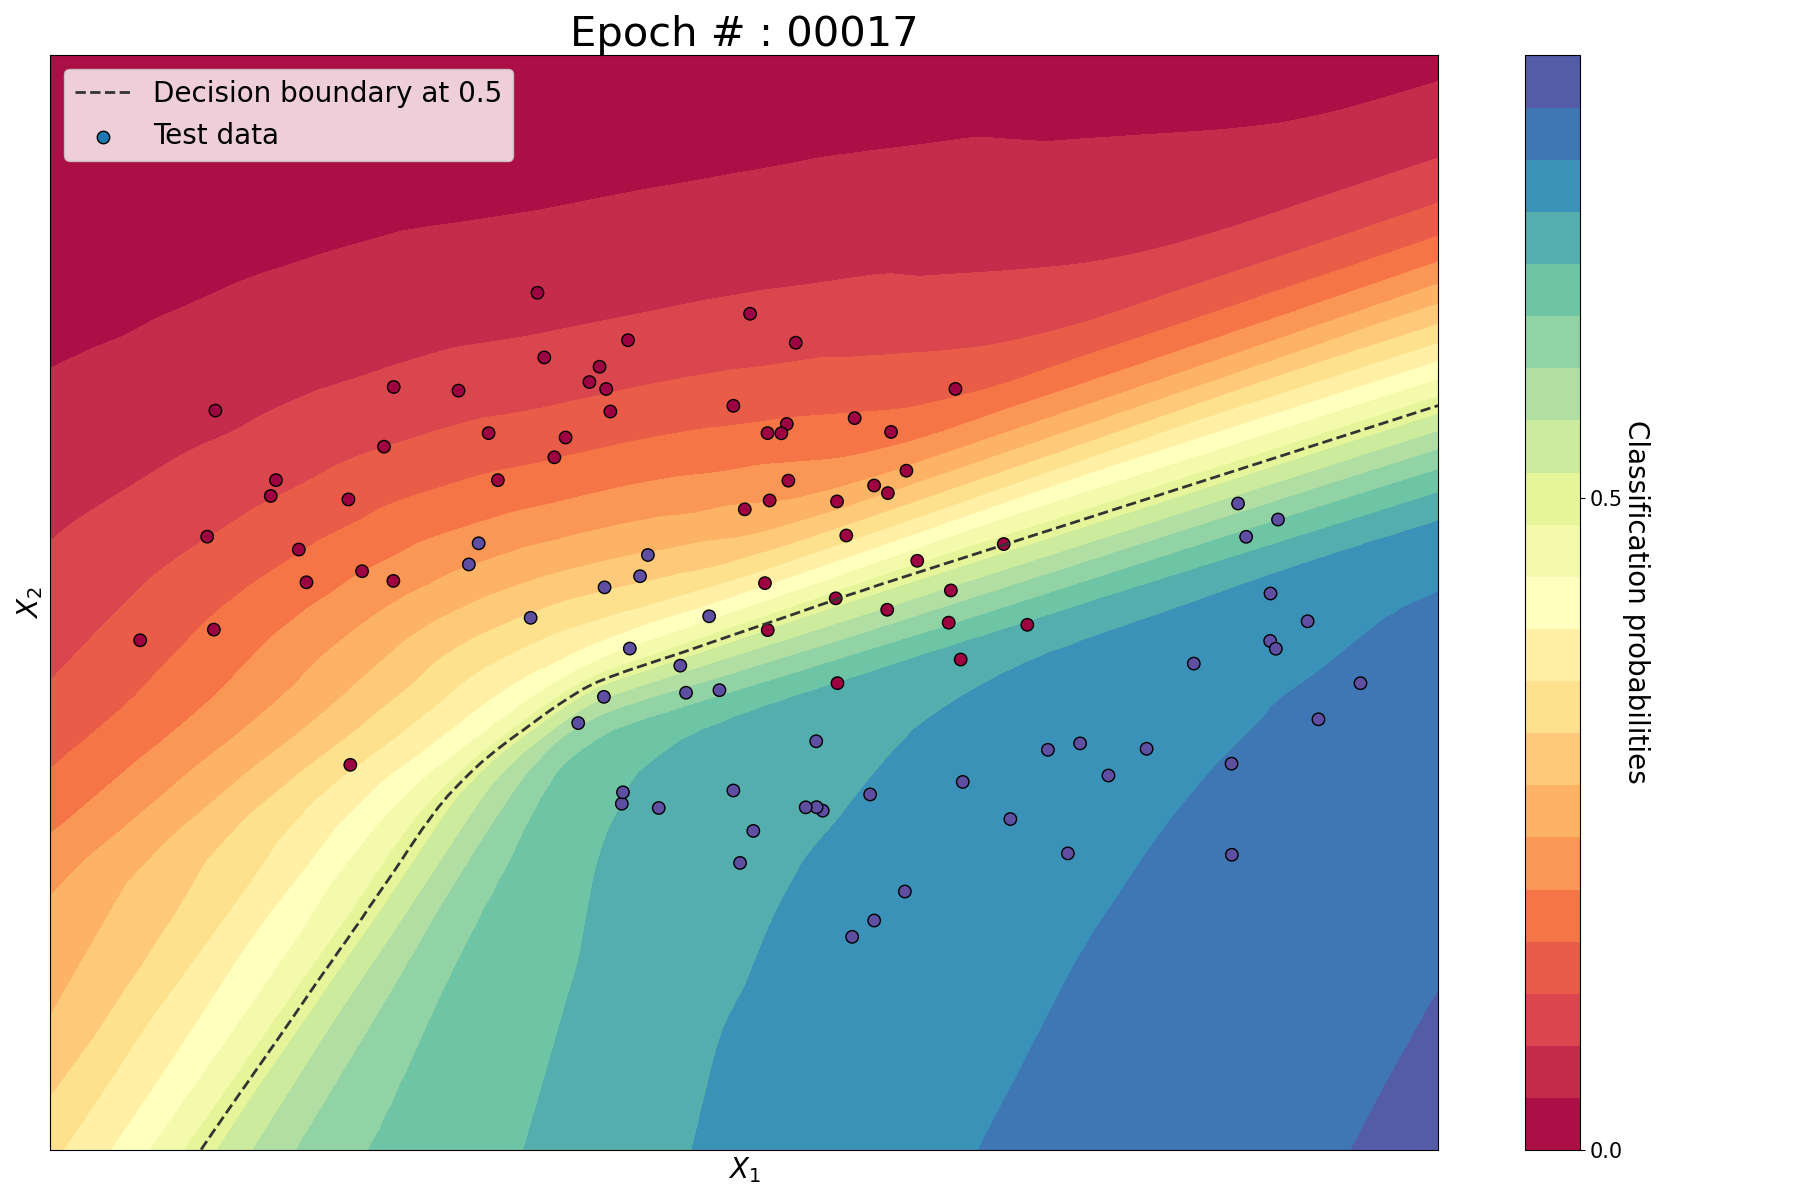 Epoch # : 00017
Decision boundary at 0.5
Test data
X₂
X₁
0.5
0.0
Classification probabilities